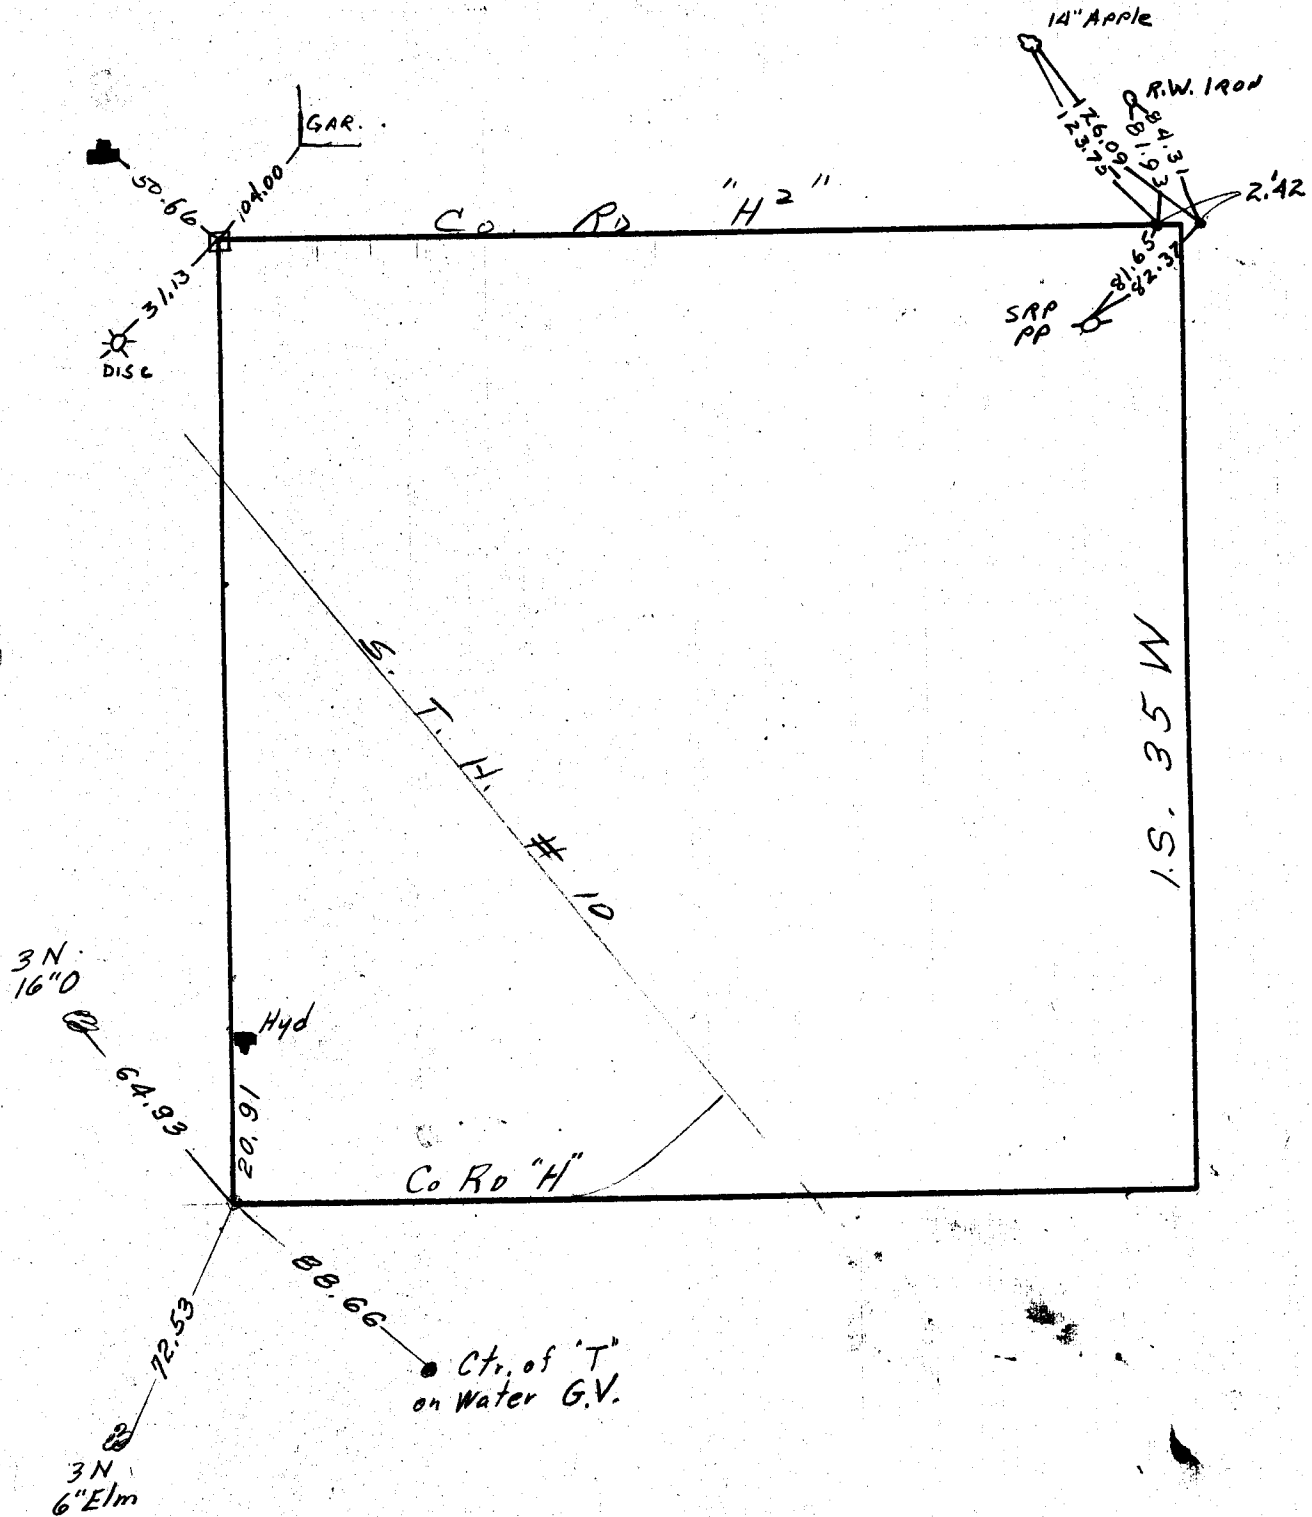 14" Apple
R.W. IRON
GAR.
126.09
123.75
84.31
81.93
2.'42
50.66
104.00
Co. RD "H2"
31.13
DISC
81.65
82.37
SRP
PP
S. T. H. # 10
I.S. 35 W
3 N
16"O
Hyd
64.93
20.91
Co RD "H"
88.66
72.53
Ctr. of "T"
on Water G.V.
3 N
6" Elm